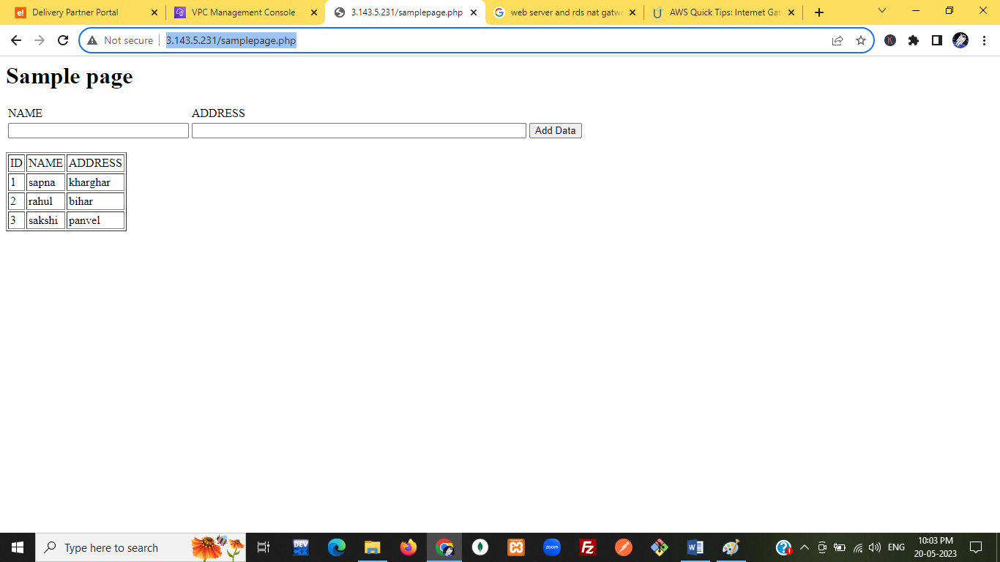 Delivery Partner Portal
VPC Management Console
3.143.5.231/samplepage.php
web server and rds nat gatw
AWS Quick Tips: Internet Gat
Not secure
3.143.5.231/samplepage.php
K
Sample page
NAME ADDRESS
Add Data
ID NAME ADDRESS
1 sapna kharghar
2 rahul bihar
3 sakshi panvel
Type here to search
DEV
zoom
Fz
W
ENG
10:03 PM
20-05-2023